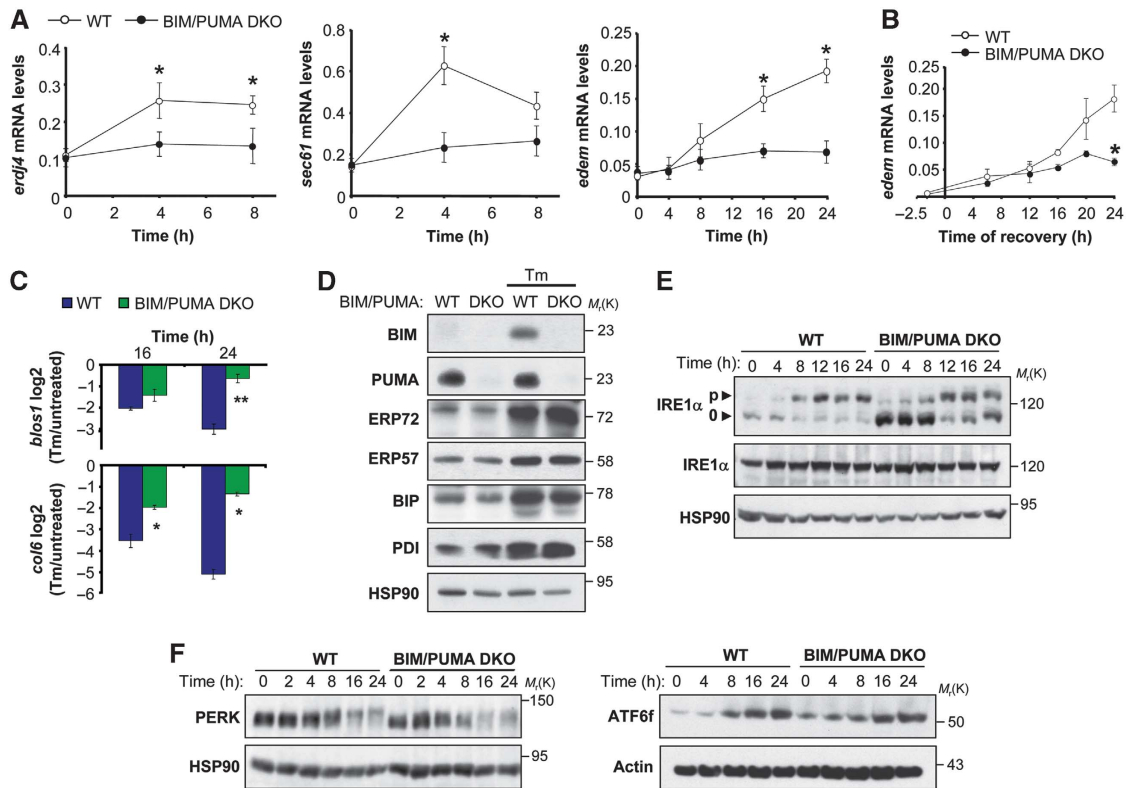 A
WT BIM/PUMA DKO
erdj4 mRNA levels
0.4
0.3
0.2
0.1
0
* *
0 2 4 6 8
Time (h)
sec61 mRNA levels
0.8
0.6
0.4
0.2
0
*
0 2 4 6 8
Time (h)
edem mRNA levels
0.25
0.20
0.15
0.10
0.05
0
* *
0 4 8 12 16 20 24
Time (h)
B
WT
BIM/PUMA DKO
edem mRNA levels
0.25
0.20
0.15
0.10
0.05
*
–2.5 0 4 8 12 16 20 24
Time of recovery (h)
C
WT BIM/PUMA DKO
Time (h)
16 24
blos1 log2
(Tm/untreated)
0
–1
–2
–3
**
col6 log2
(Tm/untreated)
0
–1
–2
–3
–4
–5
–6
* *
D
Tm
BIM/PUMA: WT DKO WT DKO Mr(K)
BIM 23
PUMA 23
ERP72 72
ERP57 58
BIP 78
PDI 58
HSP90 95
E
WT BIM/PUMA DKO
Time (h): 0 4 8 12 16 24 0 4 8 12 16 24 Mr(K)
IRE1α p 0 120
IRE1α 120
HSP90 95
F
WT BIM/PUMA DKO
Time (h): 0 2 4 8 16 24 0 2 4 8 16 24 Mr(K)
PERK 150
HSP90 95
WT BIM/PUMA DKO
Time (h): 0 4 8 16 24 0 4 8 16 24 Mr(K)
ATF6f 50
Actin 43